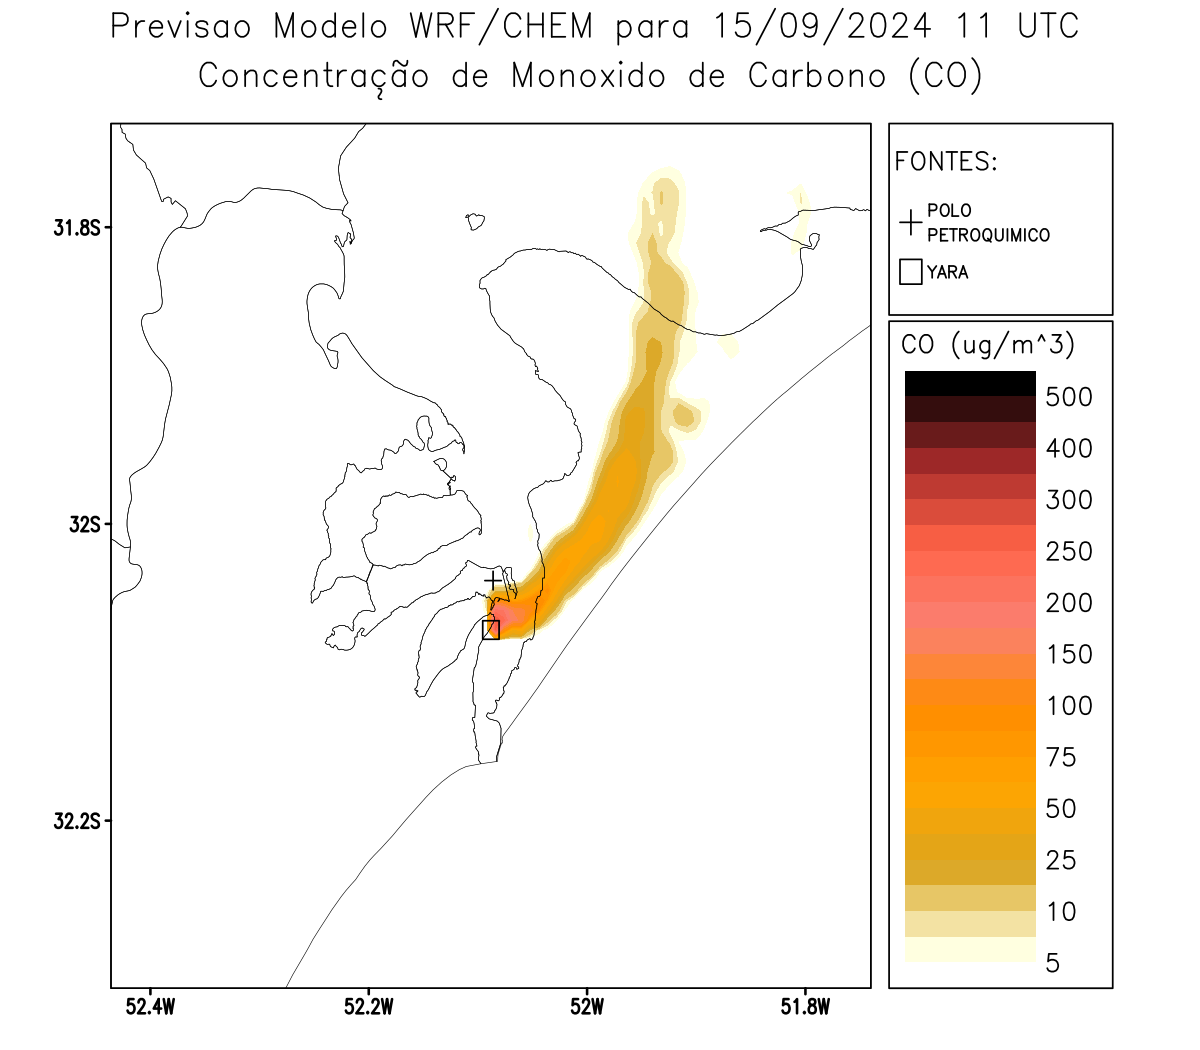 Previsao Modelo WRF/CHEM para 15/09/2024 11 UTC
Concentração de Monoxido de Carbono (CO)
FONTES:
POLO
PETROQUIMICO
YARA
CO (ug/m^3)
500
400
300
250
200
150
100
75
50
25
10
5
31.8S
32S
32.2S
52.4W
52.2W
52W
51.8W